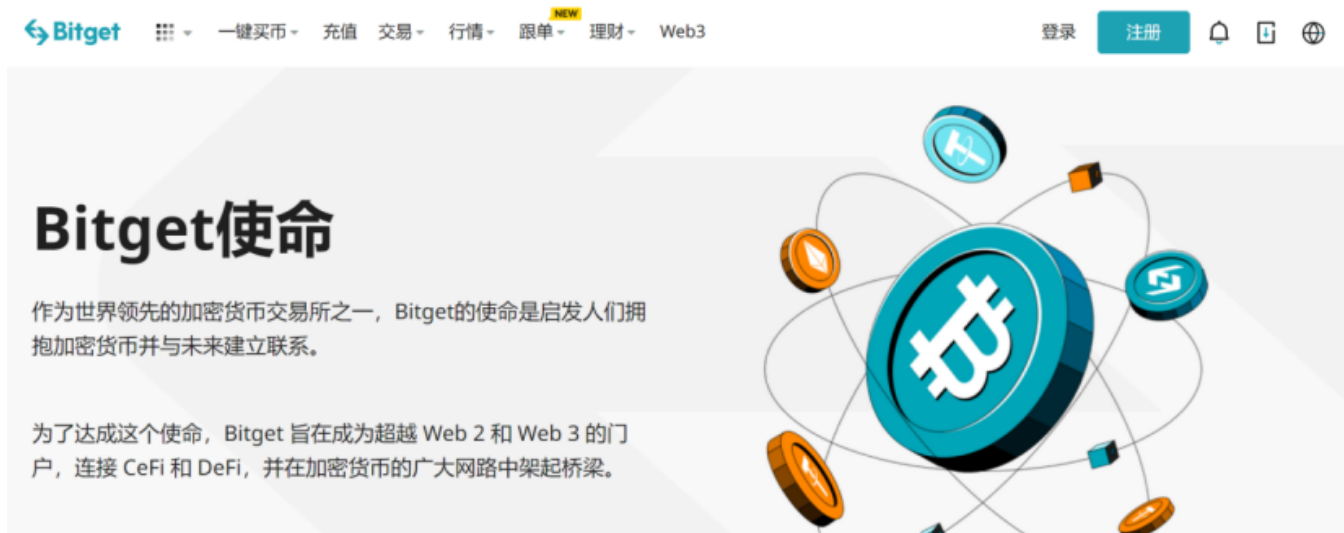 Bitget 一键买币 充值 交易 行情 跟单 NEW 理财 Web3 登录 注册
Bitget使命
作为世界领先的加密货币交易所之一，Bitget的使命是启发人们拥
抱加密货币并与未来建立联系。
为了达成这个使命，Bitget 旨在成为超越 Web 2 和 Web 3 的门
户，连接 CeFi 和 DeFi，并在加密货币的广大网路中架起桥梁。